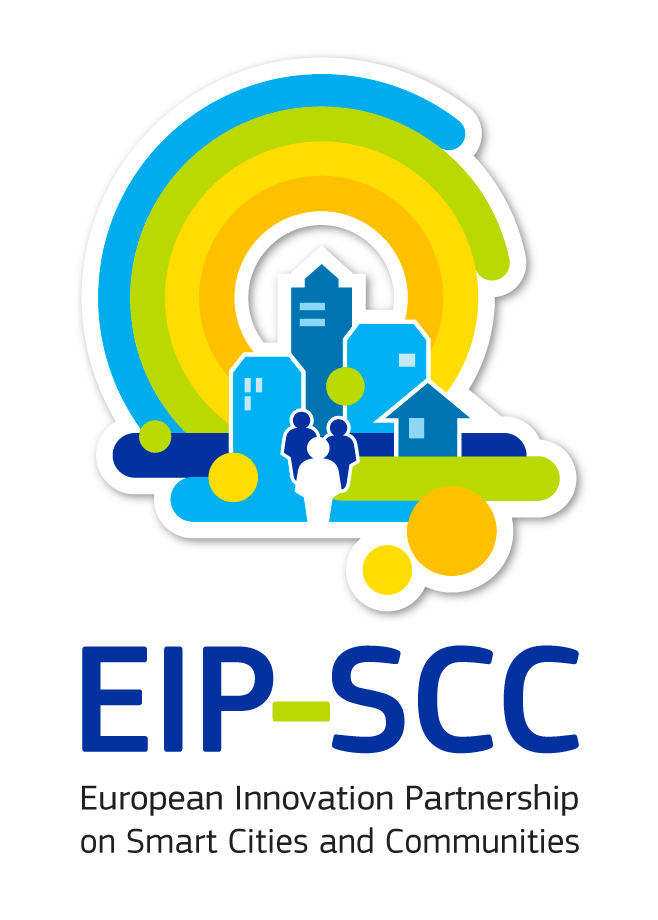 EIP-SCC
European Innovation Partnership
on Smart Cities and Communities